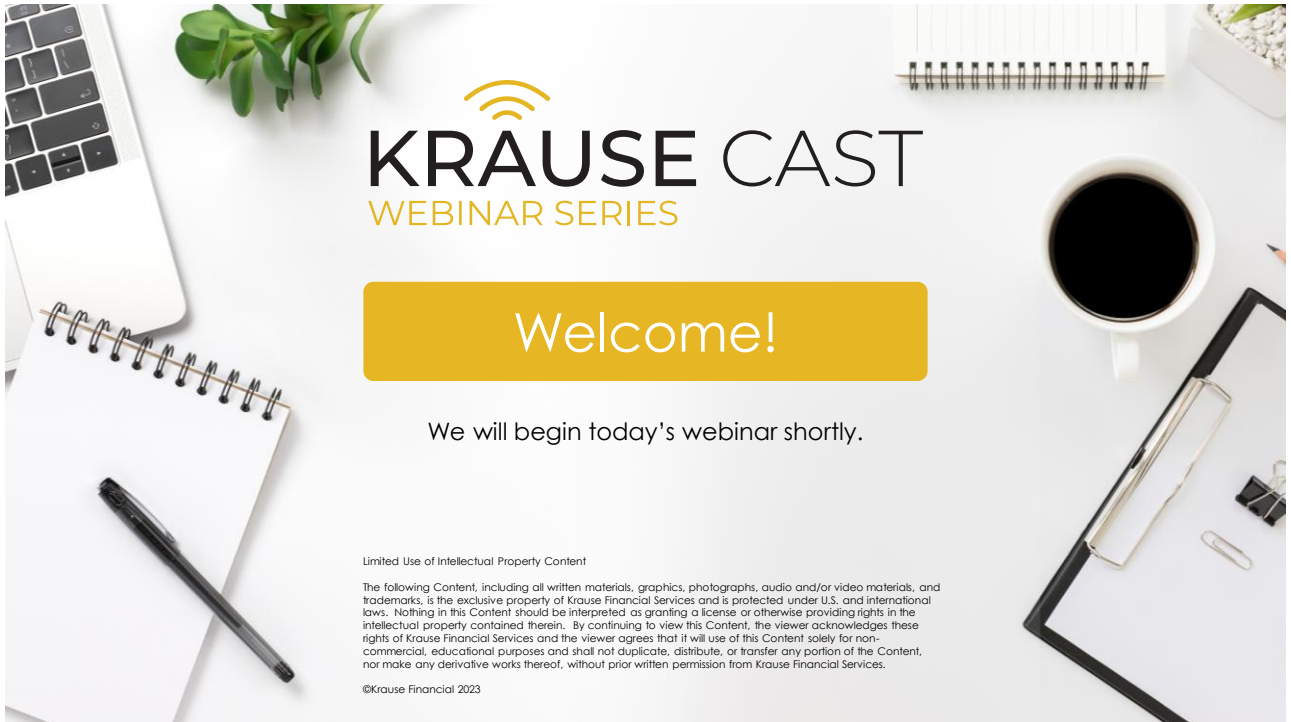 KRAUSE CAST
WEBINAR SERIES
Welcome!
We will begin today’s webinar shortly.
Limited Use of Intellectual Property Content
The following Content, including all written materials, graphics, photographs, audio and/or video materials, and
trademarks, is the exclusive property of Krause Financial Services and is protected under U.S. and international
laws. Nothing in this Content should be interpreted as granting a license or otherwise providing rights in the
intellectual property contained therein. By continuing to view this Content, the viewer acknowledges these
rights of Krause Financial Services and the viewer agrees that it will use of this Content solely for non-
commercial, educational purposes and shall not duplicate, distribute, or transfer any portion of the Content,
nor make any derivative works thereof, without prior written permission from Krause Financial Services.
©Krause Financial 2023